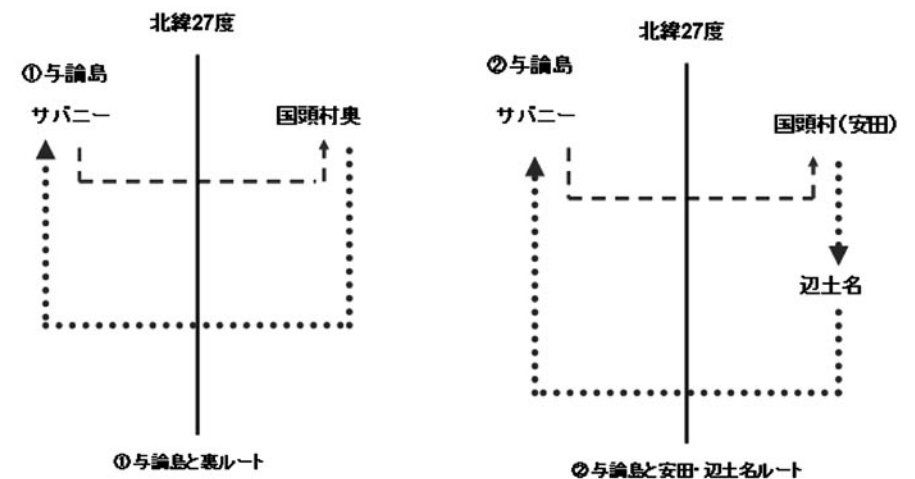 北緯27度
①与論島
サバニー
国頭村奥
①与論島と裏ルート
北緯27度
②与論島
サバニー
国頭村(安田)
辺土名
②与論島と安田・辺土名ルート